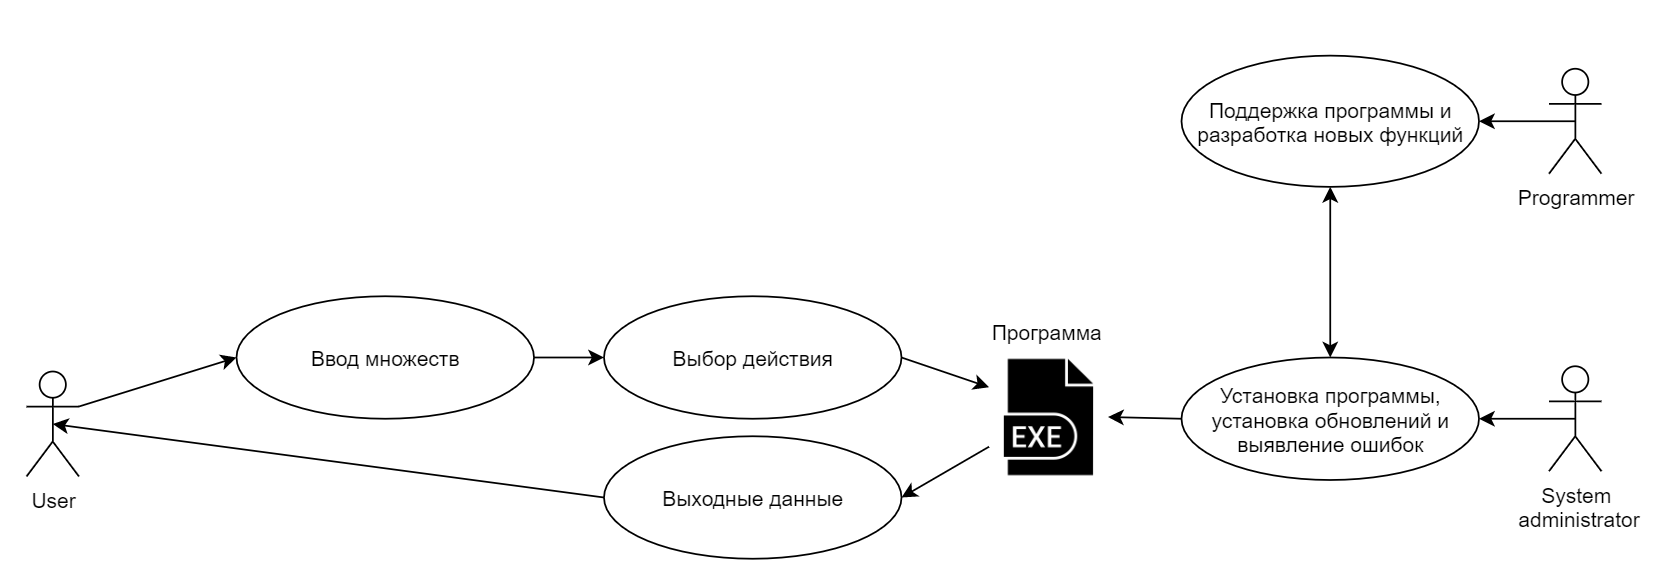 Поддержка программы и
разработка новых функций
Programmer
Программа
Ввод множеств
Выбор действия
EXE
Установка программы,
установка обновлений и
выявление ошибок
User
Выходные данные
System
administrator